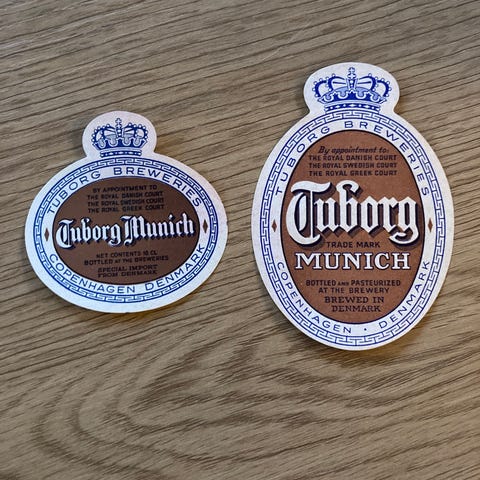 TUBORG BREWERIES
BY APPOINTMENT TO
THE ROYAL DANISH COURT
THE ROYAL SWEDISH COURT
THE ROYAL GREEK COURT
Tuborg Munich
NET CONTENTS 10 CL
BOTTLED AT THE BREWERIES
SPECIAL IMPORT
FROM DENMARK
COPENHAGEN DENMARK
TUBORG BREWERIES
By appointment to:
THE ROYAL DANISH COURT
THE ROYAL SWEDISH COURT
THE ROYAL GREEK COURT
Tuborg
TRADE MARK
MUNICH
BOTTLED AND PASTEURIZED
AT THE BREWERY
BREWED IN
DENMARK
COPENHAGEN · DENMARK